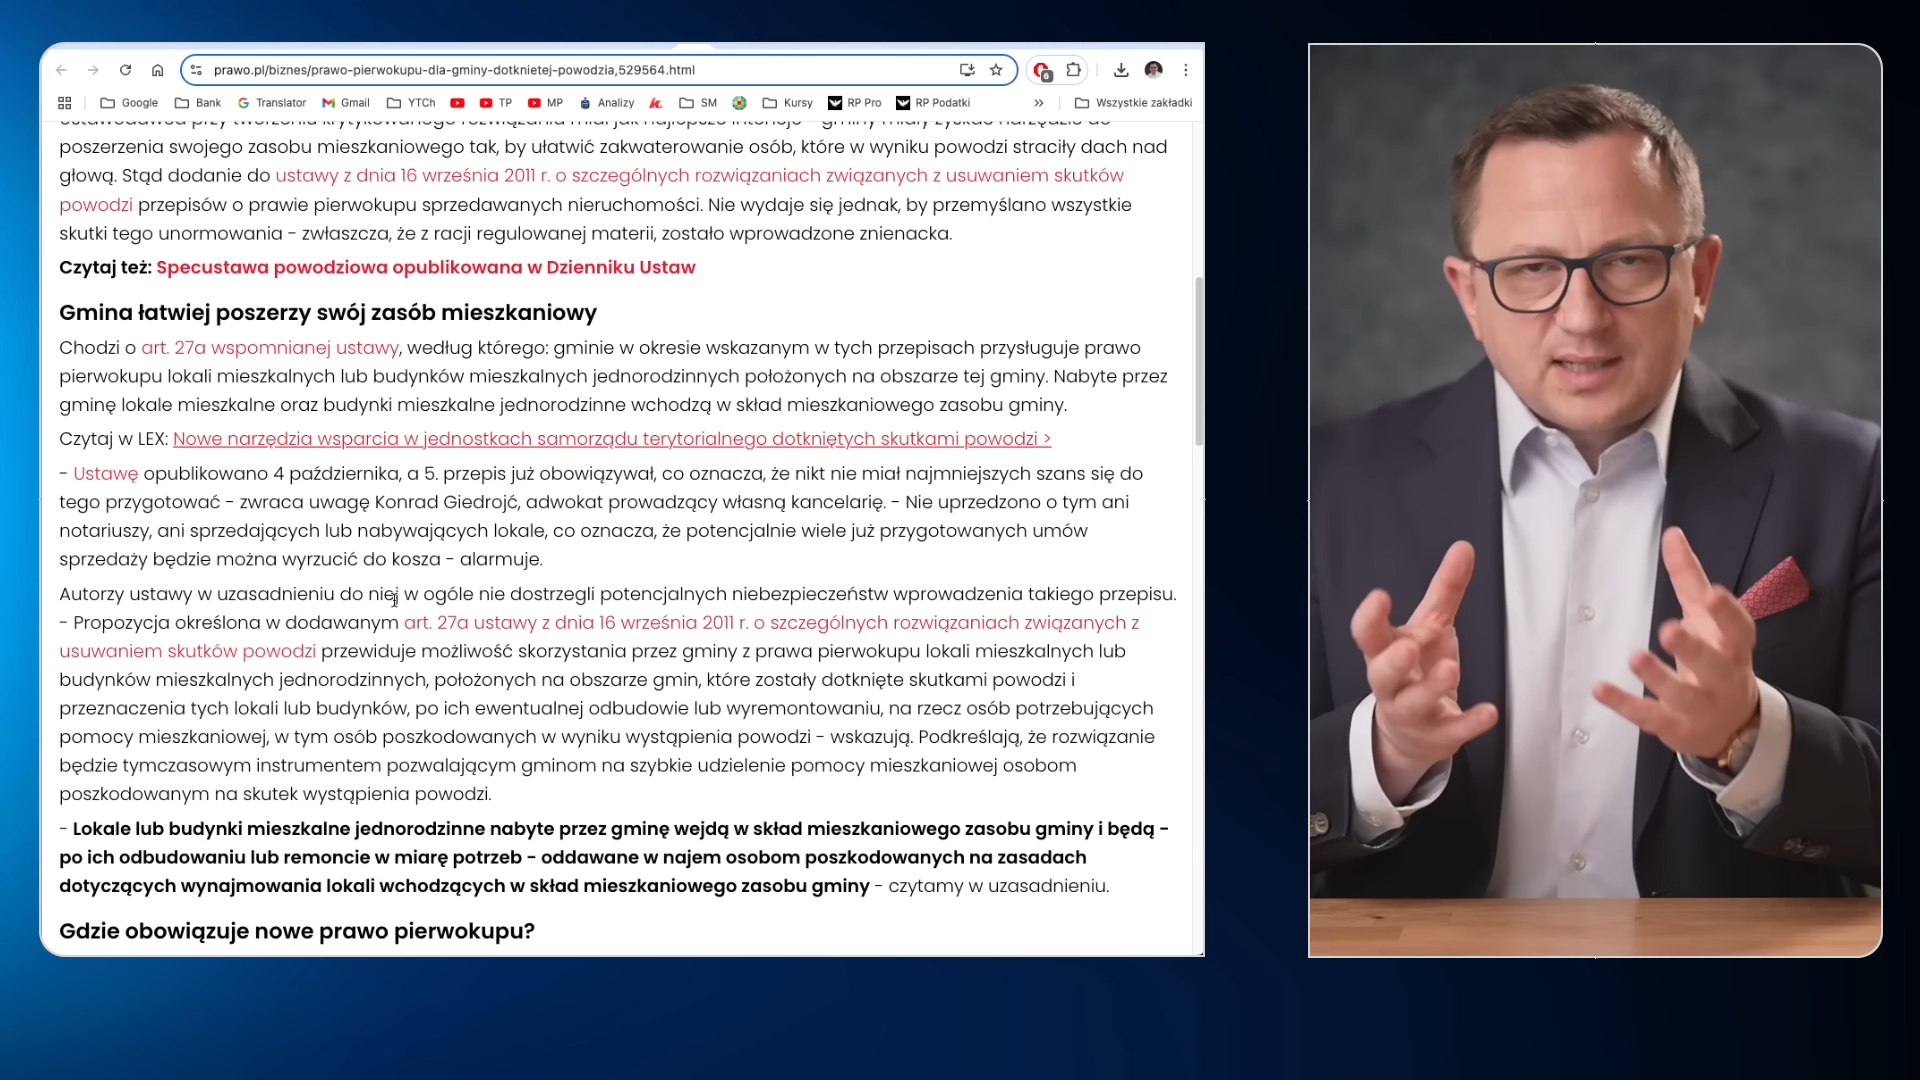 prawo.pl/biznes/prawo-pierwokupu-dla-gminy-dotknietej-powodzia,529564.html
6
Google
Bank
Translator
Gmail
YTCh
TP
MP
Analizy
SM
Kursy
RP Pro
RP Podatki
»
Wszystkie zakładki
poszerzenia swojego zasobu mieszkaniowego tak, by ułatwić zakwaterowanie osób, które w wyniku powodzi straciły dach nad
głową. Stąd dodanie do ustawy z dnia 16 września 2011 r. o szczególnych rozwiązaniach związanych z usuwaniem skutków
powodzi przepisów o prawie pierwokupu sprzedawanych nieruchomości. Nie wydaje się jednak, by przemyślano wszystkie
skutki tego unormowania - zwłaszcza, że z racji regulowanej materii, zostało wprowadzone znienacka.
Czytaj też: Specustawa powodziowa opublikowana w Dzienniku Ustaw
Gmina łatwiej poszerzy swój zasób mieszkaniowy
Chodzi o art. 27a wspomnianej ustawy, według którego: gminie w okresie wskazanym w tych przepisach przysługuje prawo
pierwokupu lokali mieszkalnych lub budynków mieszkalnych jednorodzinnych położonych na obszarze tej gminy. Nabyte przez
gminę lokale mieszkalne oraz budynki mieszkalne jednorodzinne wchodzą w skład mieszkaniowego zasobu gminy.
Czytaj w LEX: Nowe narzędzia wsparcia w jednostkach samorządu terytorialnego dotkniętych skutkami powodzi >
- Ustawę opublikowano 4 października, a 5. przepis już obowiązywał, co oznacza, że nikt nie miał najmniejszych szans się do
tego przygotować - zwraca uwagę Konrad Giedrojć, adwokat prowadzący własną kancelarię. - Nie uprzedzono o tym ani
notariuszy, ani sprzedających lub nabywających lokale, co oznacza, że potencjalnie wiele już przygotowanych umów
sprzedaży będzie można wyrzucić do kosza - alarmuje.
Autorzy ustawy w uzasadnieniu do niej w ogóle nie dostrzegli potencjalnych niebezpieczeństw wprowadzenia takiego przepisu.
- Propozycja określona w dodawanym art. 27a ustawy z dnia 16 września 2011 r. o szczególnych rozwiązaniach związanych z
usuwaniem skutków powodzi przewiduje możliwość skorzystania przez gminy z prawa pierwokupu lokali mieszkalnych lub
budynków mieszkalnych jednorodzinnych, położonych na obszarze gmin, które zostały dotknięte skutkami powodzi i
przeznaczenia tych lokali lub budynków, po ich ewentualnej odbudowie lub wyremontowaniu, na rzecz osób potrzebujących
pomocy mieszkaniowej, w tym osób poszkodowanych w wyniku wystąpienia powodzi - wskazują. Podkreślają, że rozwiązanie
będzie tymczasowym instrumentem pozwalającym gminom na szybkie udzielenie pomocy mieszkaniowej osobom
poszkodowanym na skutek wystąpienia powodzi.
- Lokale lub budynki mieszkalne jednorodzinne nabyte przez gminę wejdą w skład mieszkaniowego zasobu gminy i będą -
po ich odbudowaniu lub remoncie w miarę potrzeb - oddawane w najem osobom poszkodowanych na zasadach
dotyczących wynajmowania lokali wchodzących w skład mieszkaniowego zasobu gminy - czytamy w uzasadnieniu.
Gdzie obowiązuje nowe prawo pierwokupu?